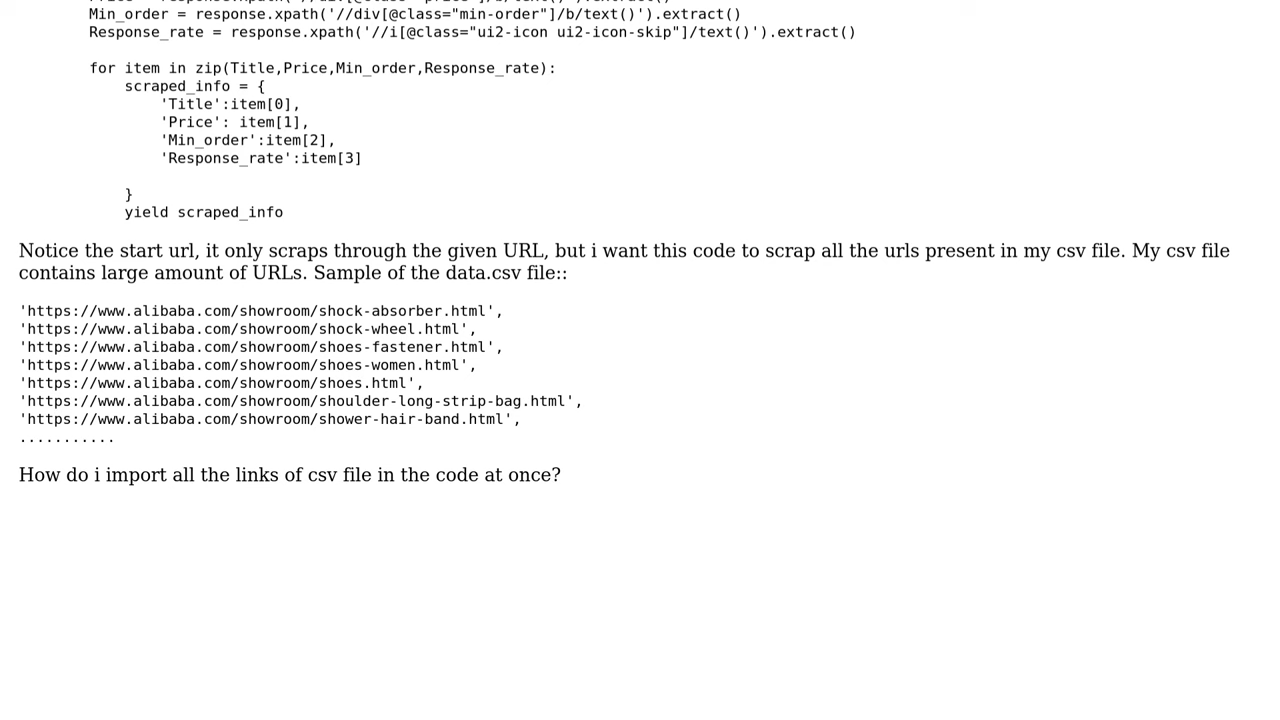 Min_order = response.xpath('//div[@class="min-order"]/b/text()').extract()
Response_rate = response.xpath('//i[@class="ui2-icon ui2-icon-skip"]/text()').extract()
for item in zip(Title,Price,Min_order,Response_rate):
scraped_info = {
'Title':item[0],
'Price': item[1],
'Min_order':item[2],
'Response_rate':item[3]
}
yield scraped_info
Notice the start url, it only scraps through the given URL, but i want this code to scrap all the urls present in my csv file. My csv file
contains large amount of URLs. Sample of the data.csv file::
'https://www.alibaba.com/showroom/shock-absorber.html',
'https://www.alibaba.com/showroom/shock-wheel.html',
'https://www.alibaba.com/showroom/shoes-fastener.html',
'https://www.alibaba.com/showroom/shoes-women.html',
'https://www.alibaba.com/showroom/shoes.html',
'https://www.alibaba.com/showroom/shoulder-long-strip-bag.html',
'https://www.alibaba.com/showroom/shower-hair-band.html',
...........
How do i import all the links of csv file in the code at once?